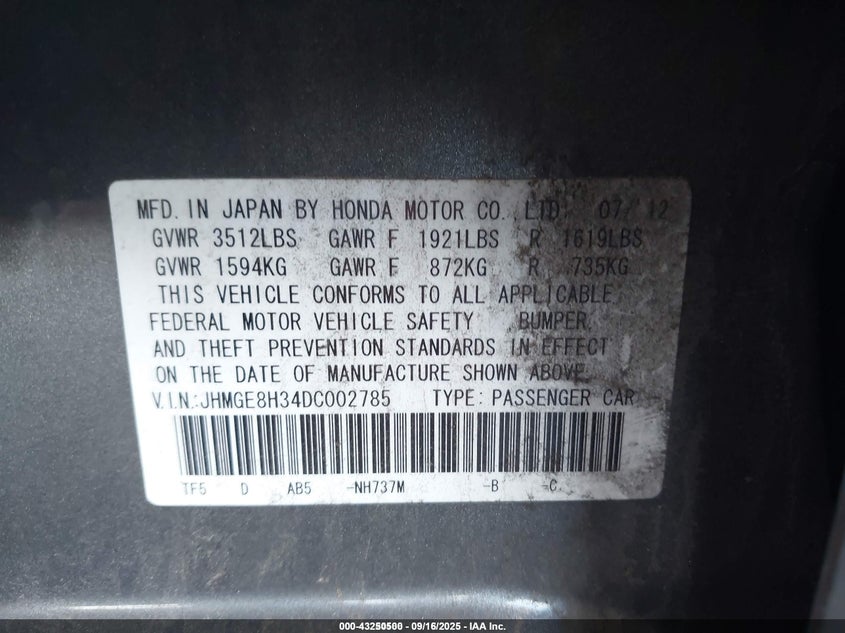 MFD. IN JAPAN BY HONDA MOTOR CO. LTD. 07/12
GVWR 3512LBS GAWR F 1921LBS R 1619LBS
GVWR 1594KG GAWR F 872KG R 735KG
THIS VEHICLE CONFORMS TO ALL APPLICABLE
FEDERAL MOTOR VEHICLE SAFETY BUMPER
AND THEFT PREVENTION STANDARDS IN EFFECT
ON THE DATE OF MANUFACTURE SHOWN ABOVE.
V.I.N.:JHMGE8H34DC002785 TYPE: PASSENGER CAR
TF5 D AB5 -NH737M -B -C
000-43250500 - 09/16/2025 - IAA Inc.